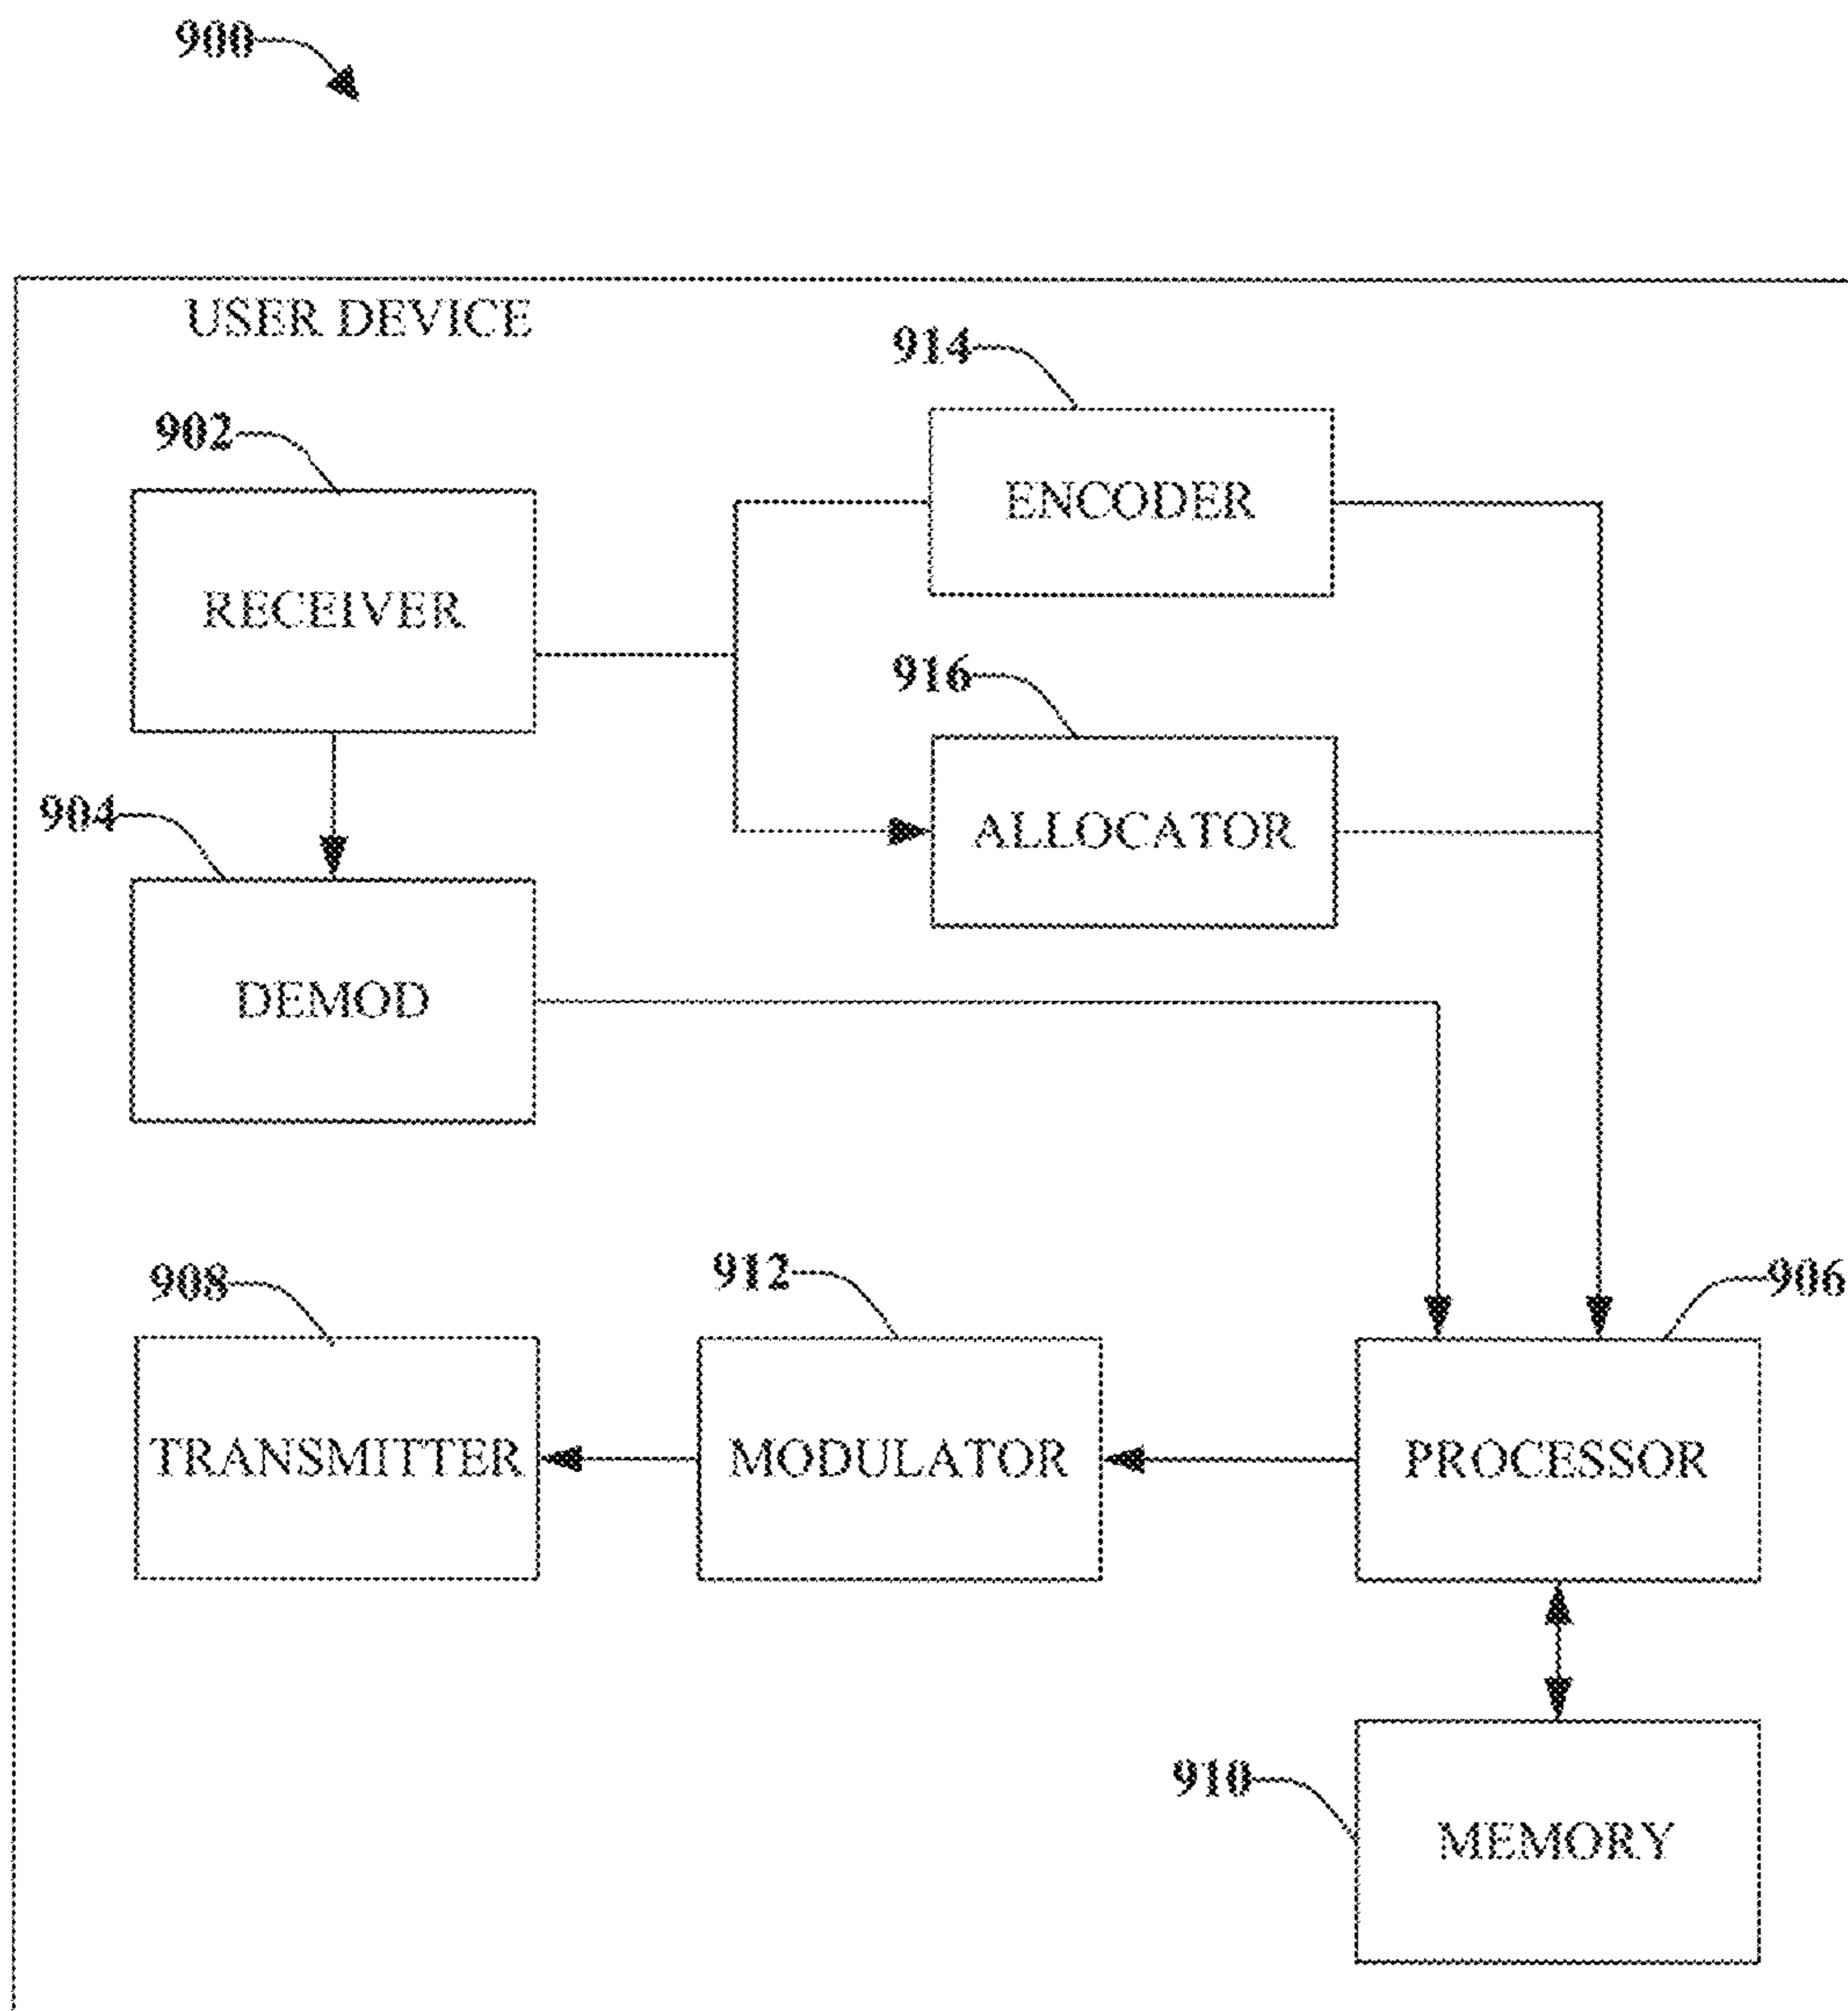 900
USER DEVICE
914
902
ENCODER
RECEIVER
916
904
ALLOCATOR
DEMOD
908
912
906
TRANSMITTER
MODULATOR
PROCESSOR
910
MEMORY